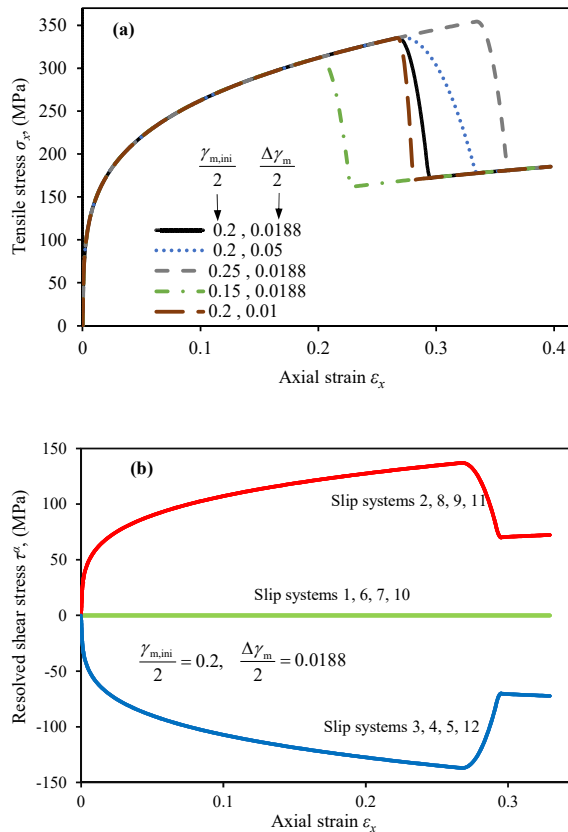 (a)
Tensile stress σx, (MPa)
350
300
250
200
150
100
50
0
γm,ini/2 Δγm/2
0.2 , 0.0188
0.2 , 0.05
0.25 , 0.0188
0.15 , 0.0188
0.2 , 0.01
0 0.1 0.2 0.3 0.4
Axial strain εx
(b)
Resolved shear stress τα, (MPa)
150
100
50
0
-50
-100
-150
Slip systems 2, 8, 9, 11
Slip systems 1, 6, 7, 10
γm,ini/2 = 0.2, Δγm/2 = 0.0188
Slip systems 3, 4, 5, 12
0 0.1 0.2 0.3
Axial strain εx